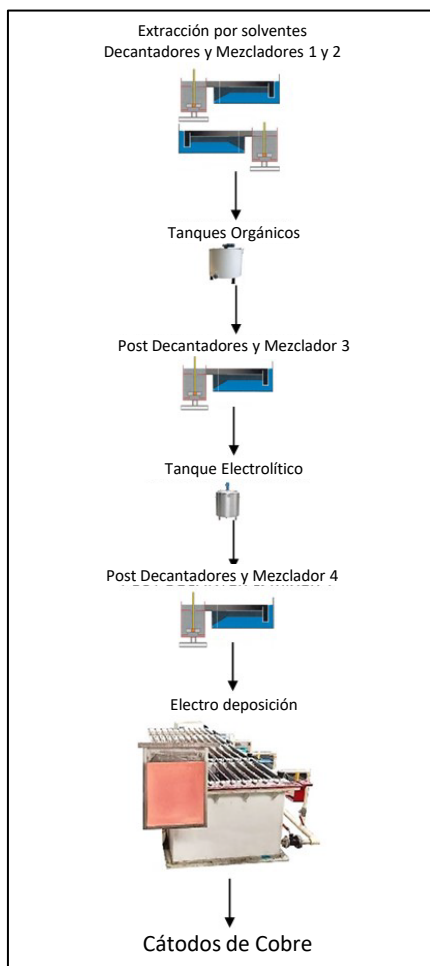 Extracción por solventes
Decantadores y Mezcladores 1 y 2
Tanques Orgánicos
Post Decantadores y Mezclador 3
Tanque Electrolítico
Post Decantadores y Mezclador 4
Electro deposición
Cátodos de Cobre